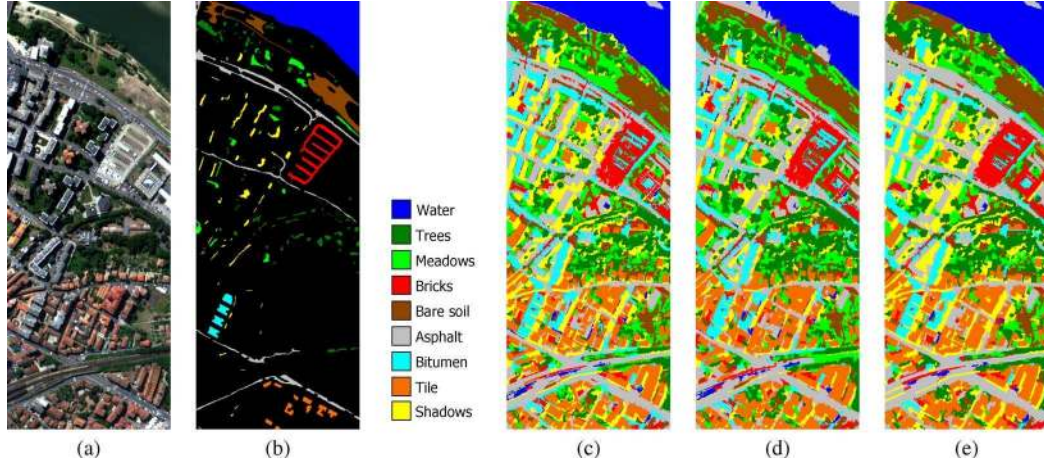 Water
Trees
Meadows
Bricks
Bare soil
Asphalt
Bitumen
Tile
Shadows
(a)
(b)
(c)
(d)
(e)